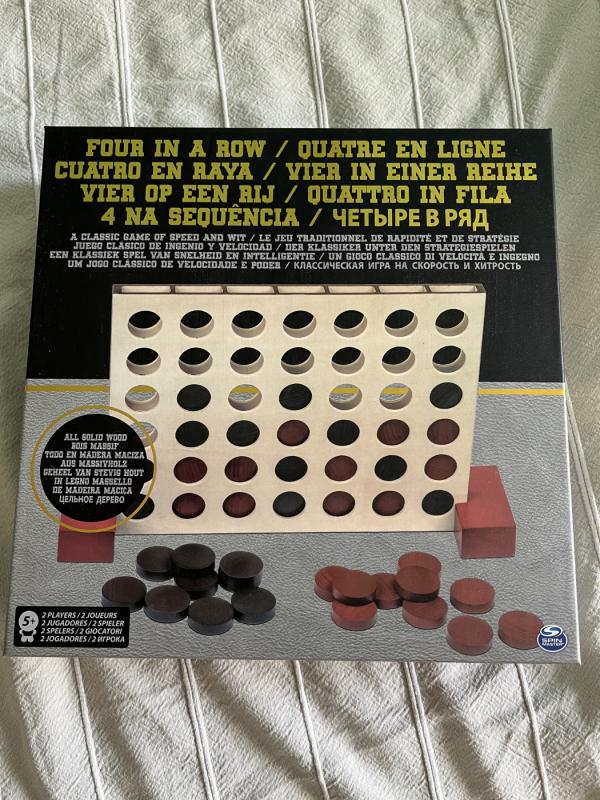 FOUR IN A ROW / QUATRE EN LIGNE
CUATRO EN RAYA / VIER IN EINER REIHE
VIER OP EEN RIJ / QUATTRO IN FILA
4 NA SEQUÊNCIA / ЧЕТЫРЕ В РЯД
A CLASSIC GAME OF SPEED AND WIT / LE JEU TRADITIONNEL DE RAPIDITÉ ET DE STRATÉGIE
JUEGO CLÁSICO DE INGENIO Y VELOCIDAD / DER KLASSIKER UNTER DEN STRATEGIESPIELEN
EEN KLASSIEK SPEL VAN SNELHEID EN INTELLIGENTIE / UN GIOCO CLASSICO DI VELOCITÀ E INGEGNO
UM JOGO CLÁSSICO DE VELOCIDADE E PODER / КЛАССИЧЕСКАЯ ИГРА НА СКОРОСТЬ И ХИТРОСТЬ
ALL SOLID WOOD
BOIS MASSIF
TODO EN MADERA MACIZA
AUS MASSIVHOLZ
GEHEEL VAN STEVIG HOUT
IN LEGNO MASSELLO
DE MADEIRA MACIÇA
ЦЕЛЬНОЕ ДЕРЕВО
5+
2 PLAYERS / 2 JOUEURS
2 JUGADORES / 2 SPIELER
2 SPELERS / 2 GIOCATORI
2 JOGADORES / 2 ИГРОКА
SPIN MASTER